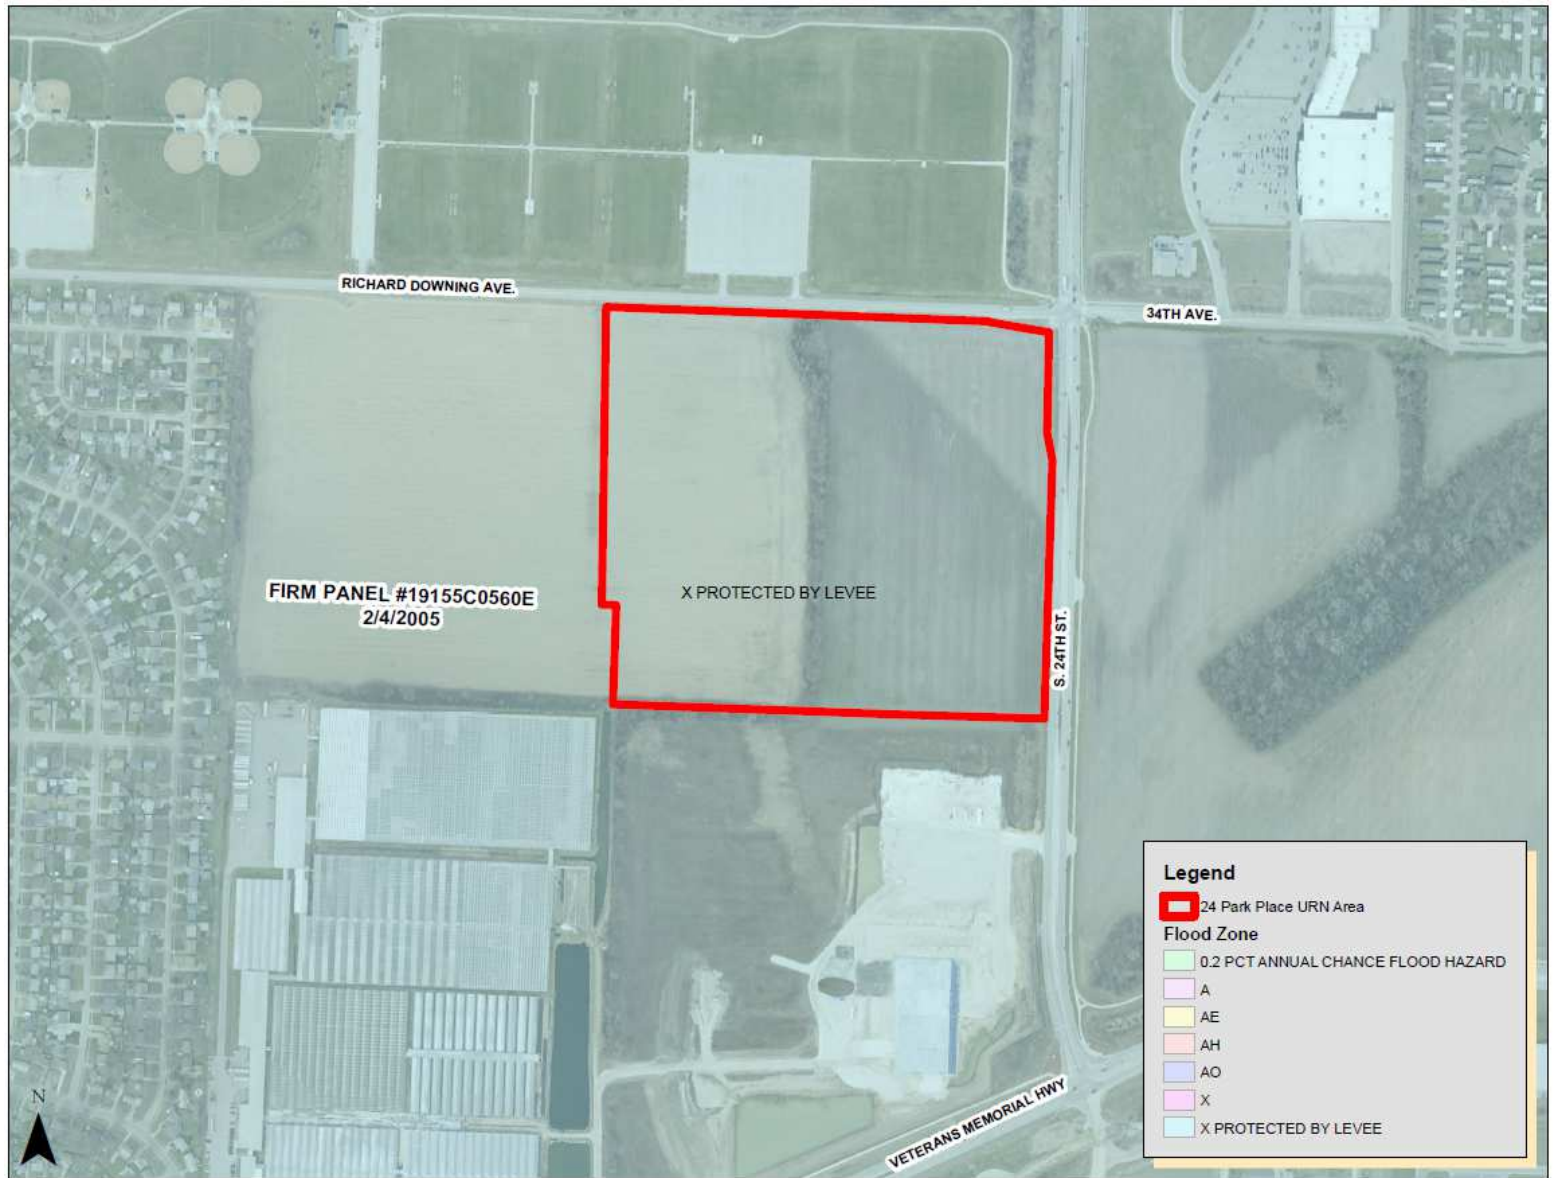 RICHARD DOWNING AVE.
34TH AVE.
FIRM PANEL #19155C0560E
2/4/2005
X PROTECTED BY LEVEE
S. 24TH ST.
VETERANS MEMORIAL HWY
N
Legend
24 Park Place URN Area
Flood Zone
0.2 PCT ANNUAL CHANCE FLOOD HAZARD
A
AE
AH
AO
X
X PROTECTED BY LEVEE